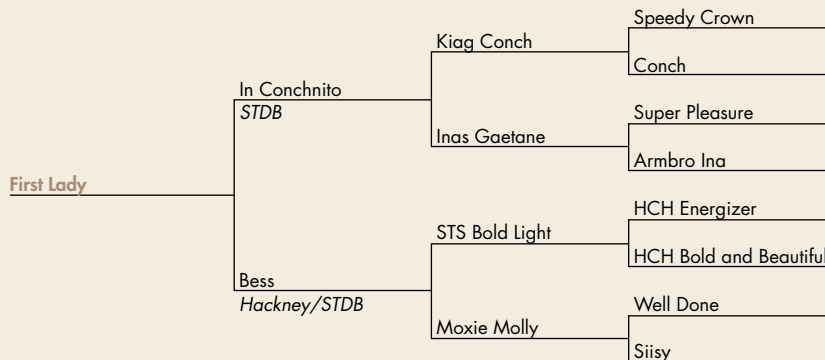 Speedy Crown
Kiag Conch
Conch
In Conchnito
STDB
Super Pleasure
Inas Gaetane
Armbro Ina
First Lady
HCH Energizer
STS Bold Light
HCH Bold and Beautiful
Bess
Hackney/STDB
Well Done
Moxie Molly
Siisy